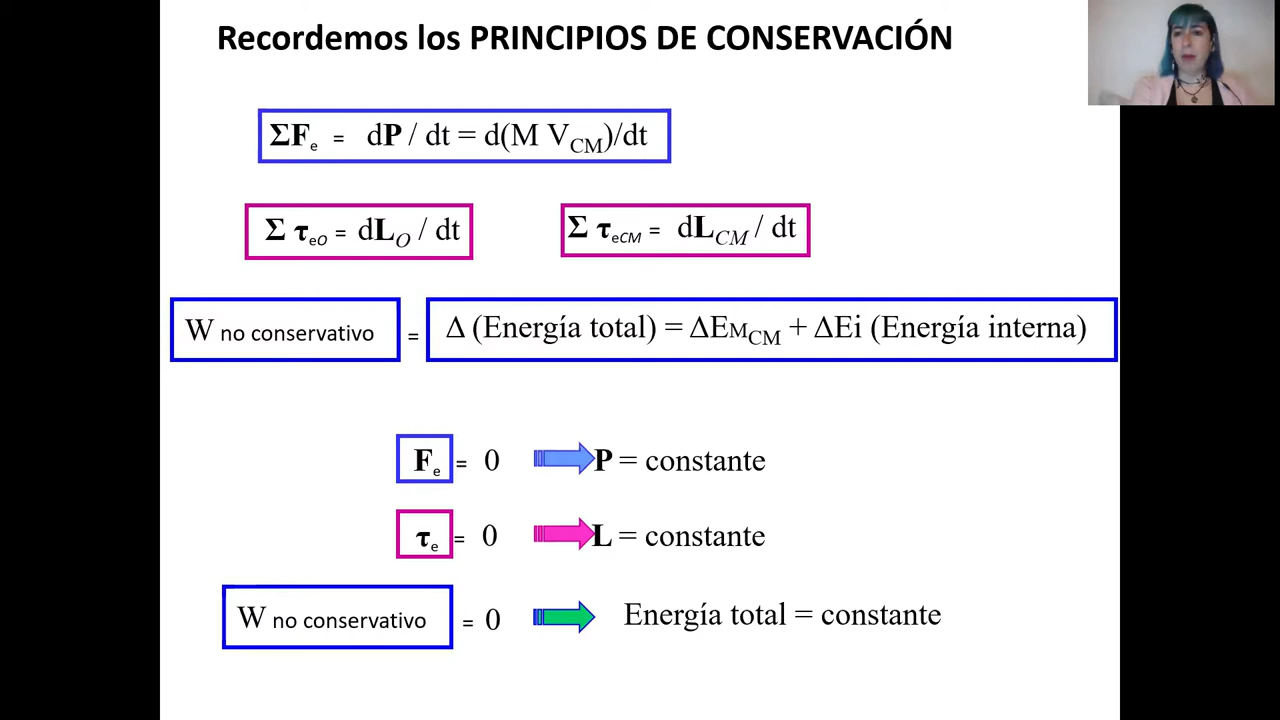 Recordemos los PRINCIPIOS DE CONSERVACIÓN
ΣFe = dP / dt = d(M VCM)/dt
Σ τeO = dLO / dt
Σ τeCM = dLCM / dt
W no conservativo = Δ (Energía total) = ΔEMCM + ΔEi (Energía interna)
Fe = 0 P = constante
τe = 0 L = constante
W no conservativo = 0 Energía total = constante